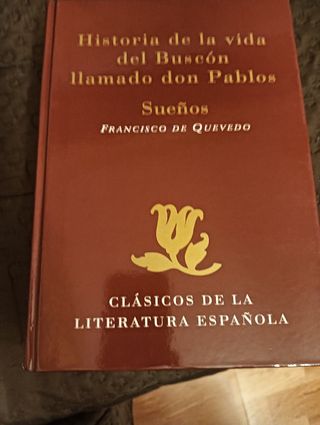 Historia de la vida
del Buscón
llamado don Pablos
Sueños
FRANCISCO DE QUEVEDO
CLÁSICOS DE LA
LITERATURA ESPAÑOLA